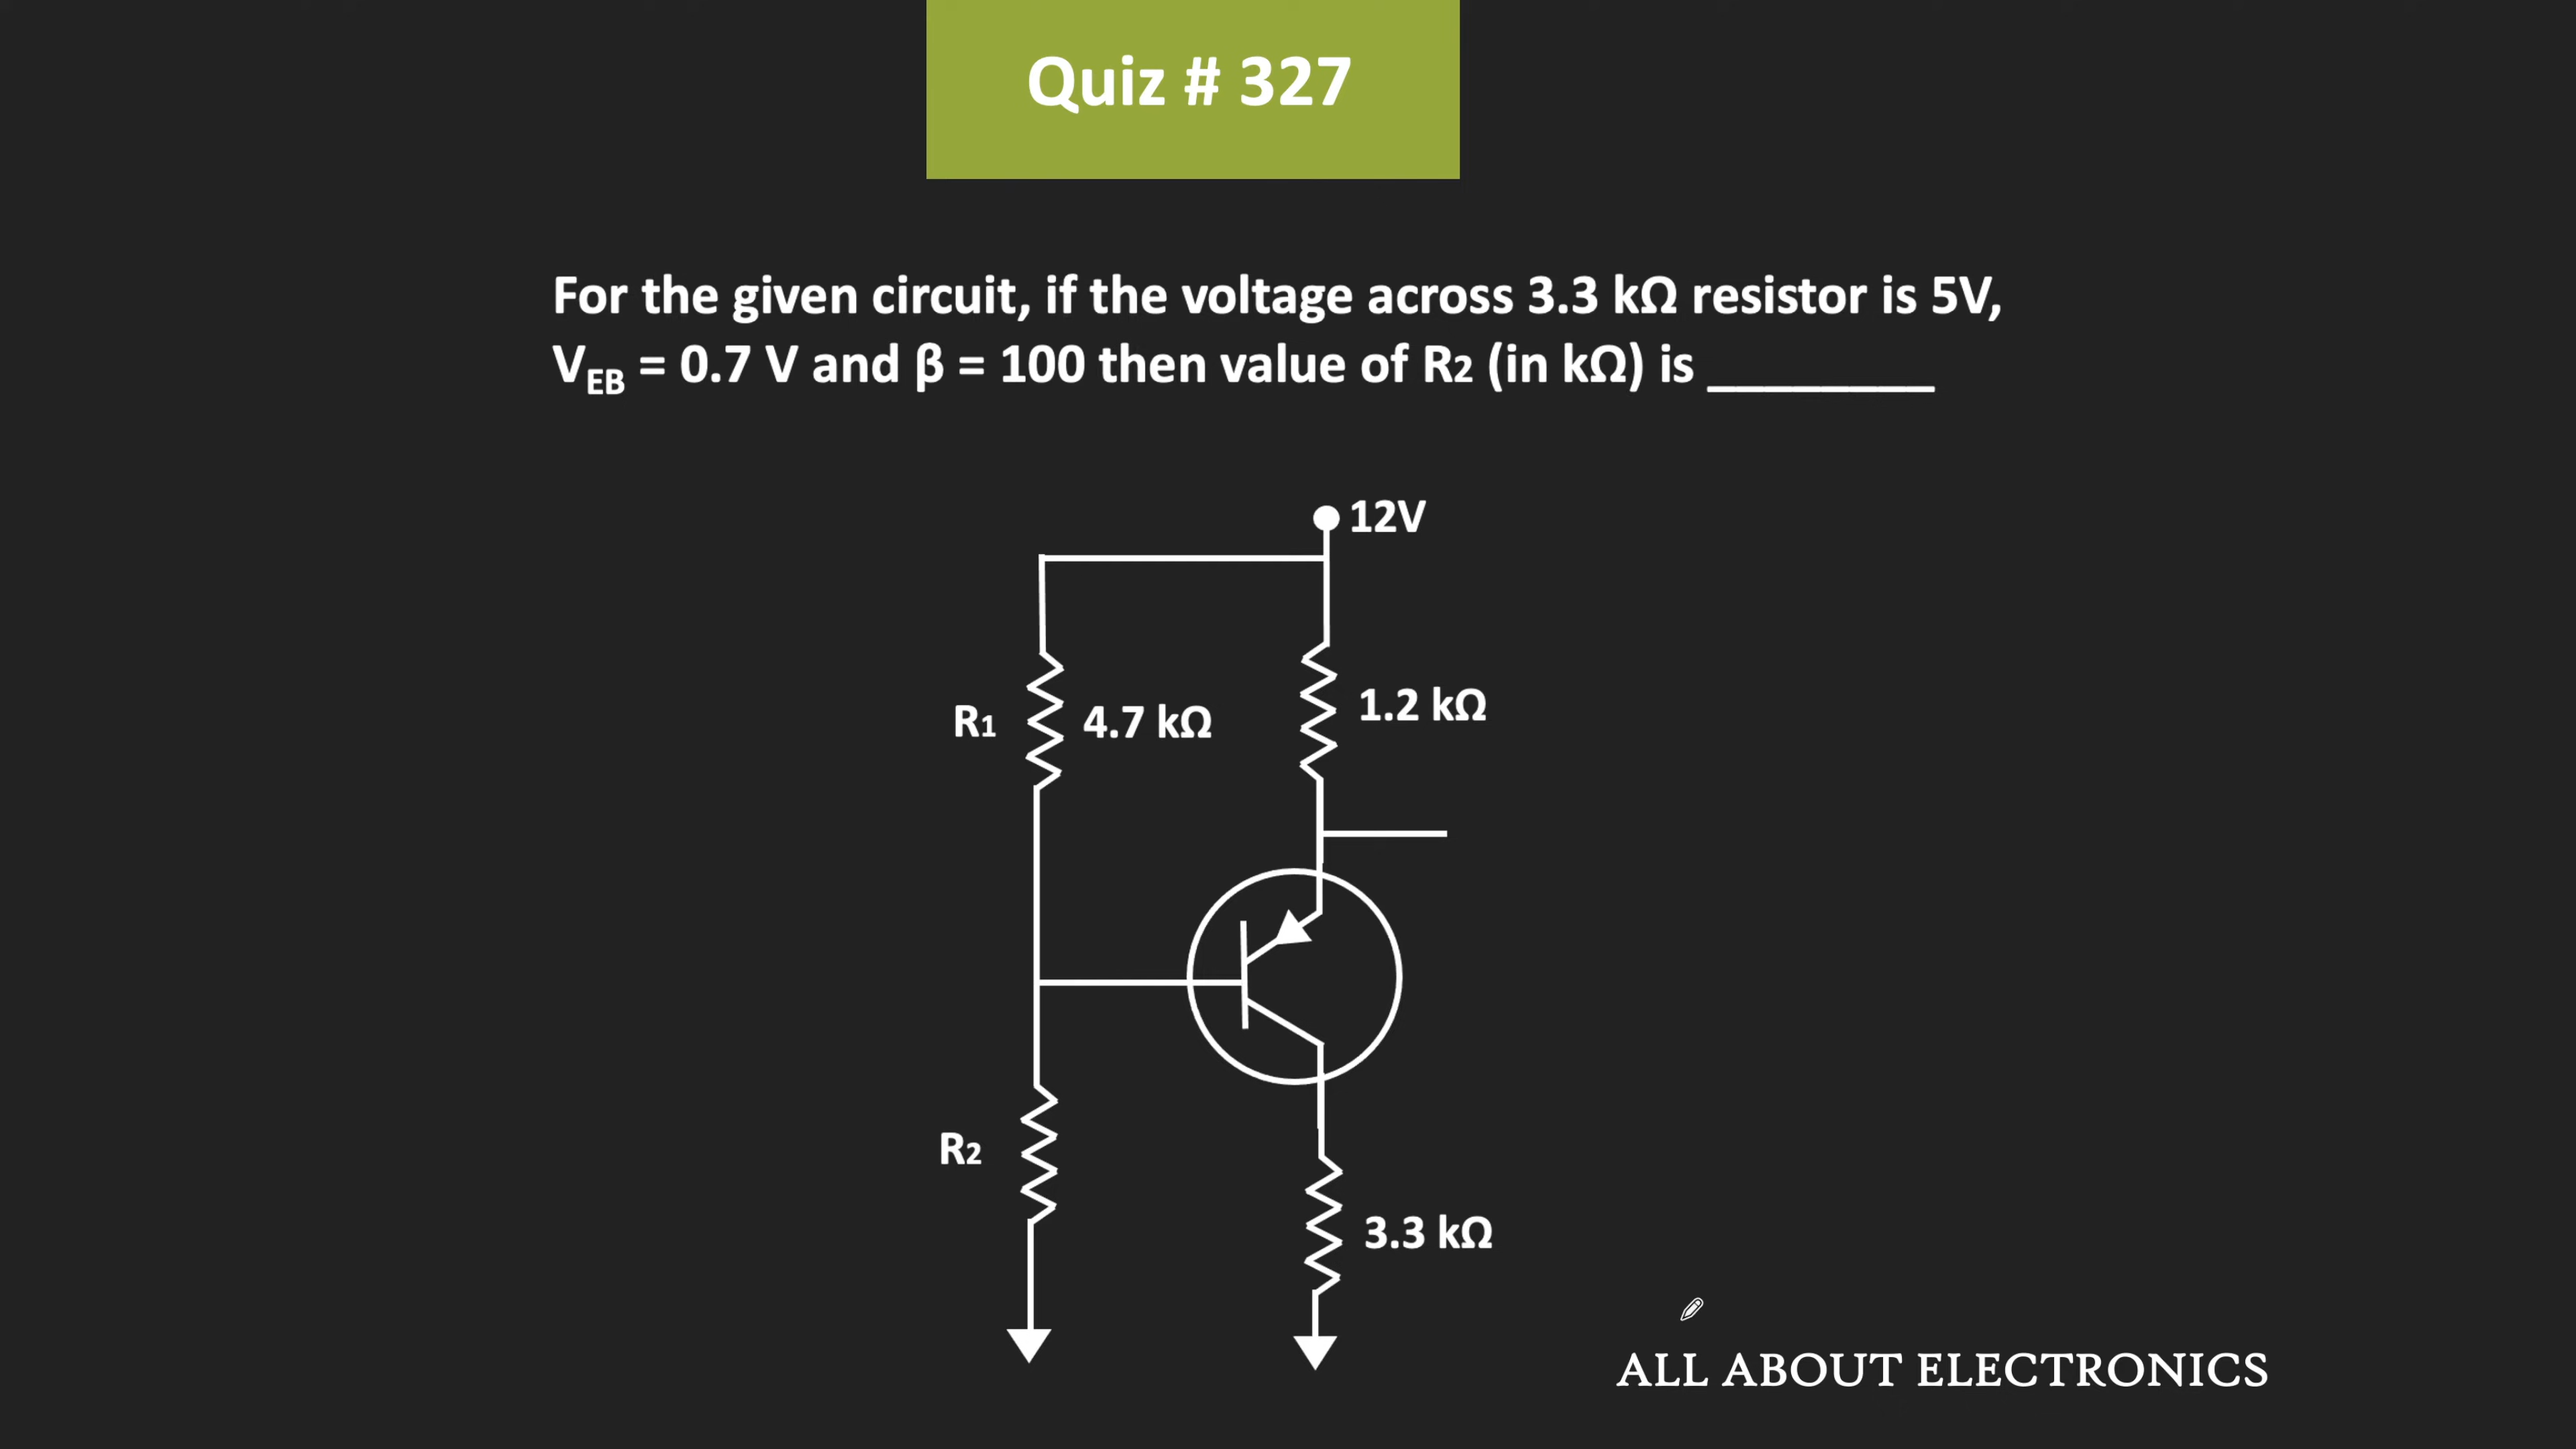 Quiz # 327
For the given circuit, if the voltage across 3.3 kΩ resistor is 5V,
VEB = 0.7 V and β = 100 then value of R2 (in kΩ) is ________
12V
R1 4.7 kΩ
1.2 kΩ
R2
3.3 kΩ
ALL ABOUT ELECTRONICS